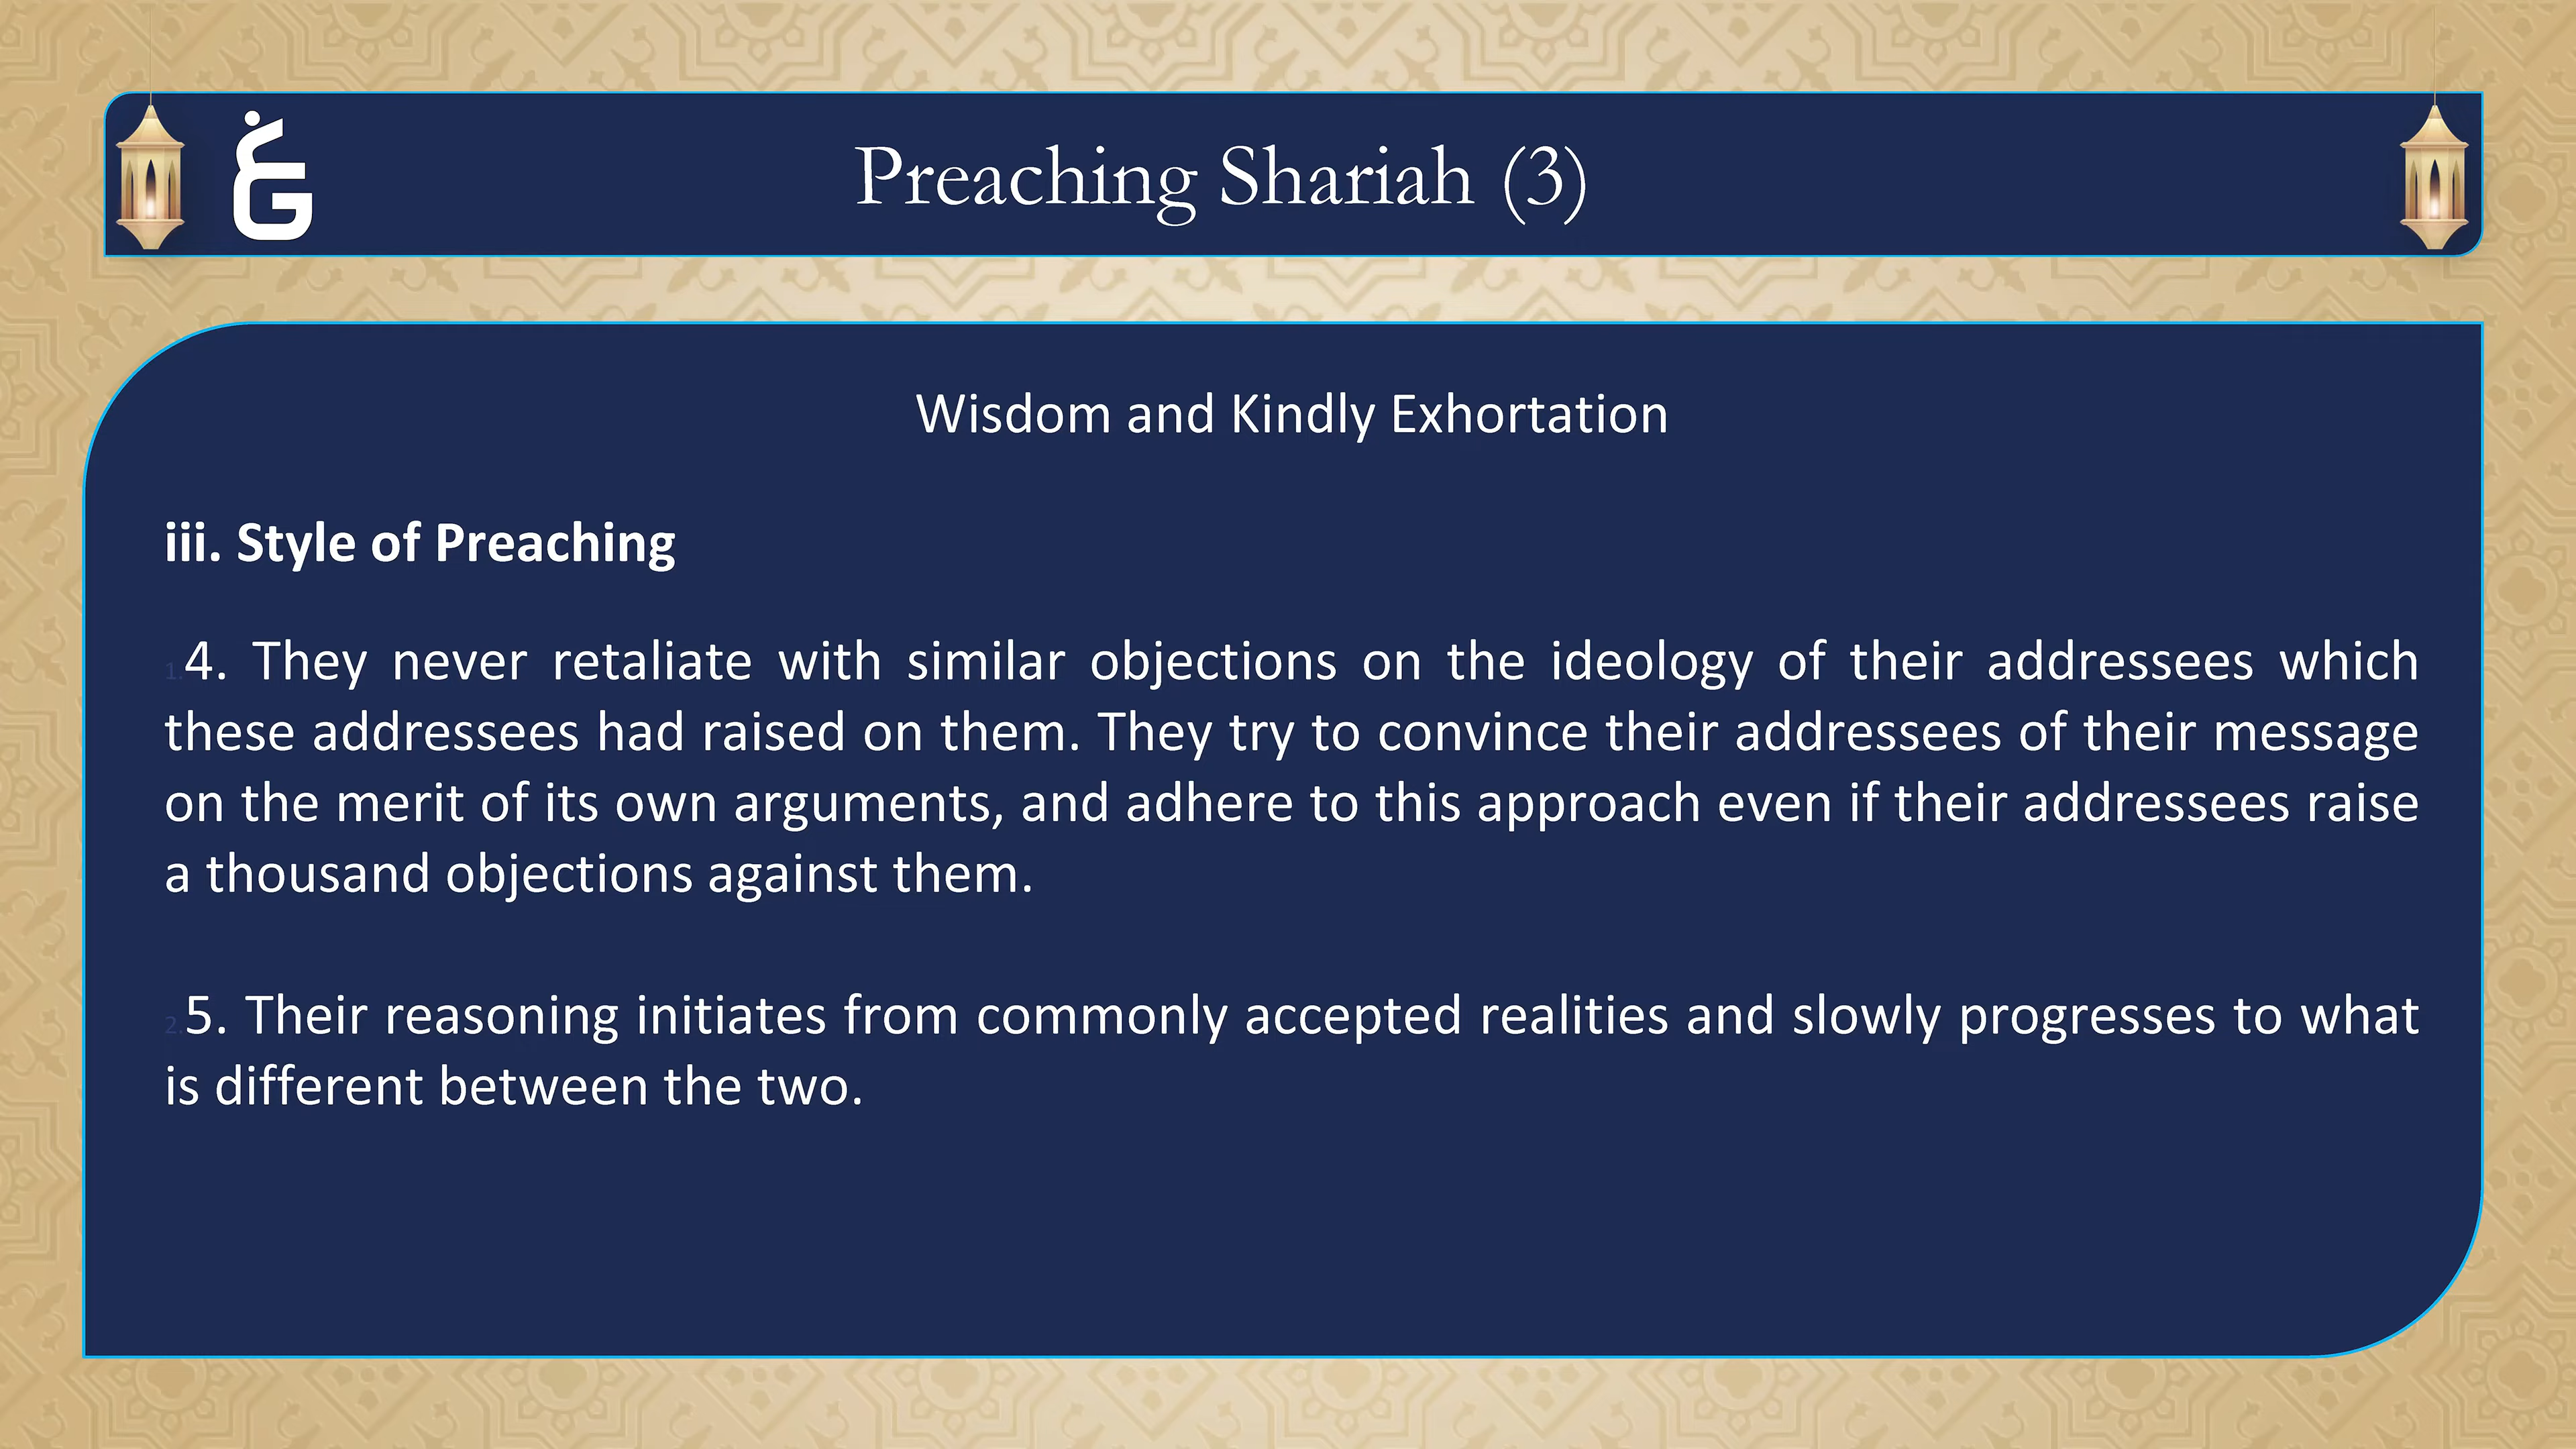 Preaching Shariah (3)
غ
G
Wisdom and Kindly Exhortation
iii. Style of Preaching
1.4. They never retaliate with similar objections on the ideology of their addressees which
these addressees had raised on them. They try to convince their addressees of their message
on the merit of its own arguments, and adhere to this approach even if their addressees raise
a thousand objections against them.
2.5. Their reasoning initiates from commonly accepted realities and slowly progresses to what
is different between the two.